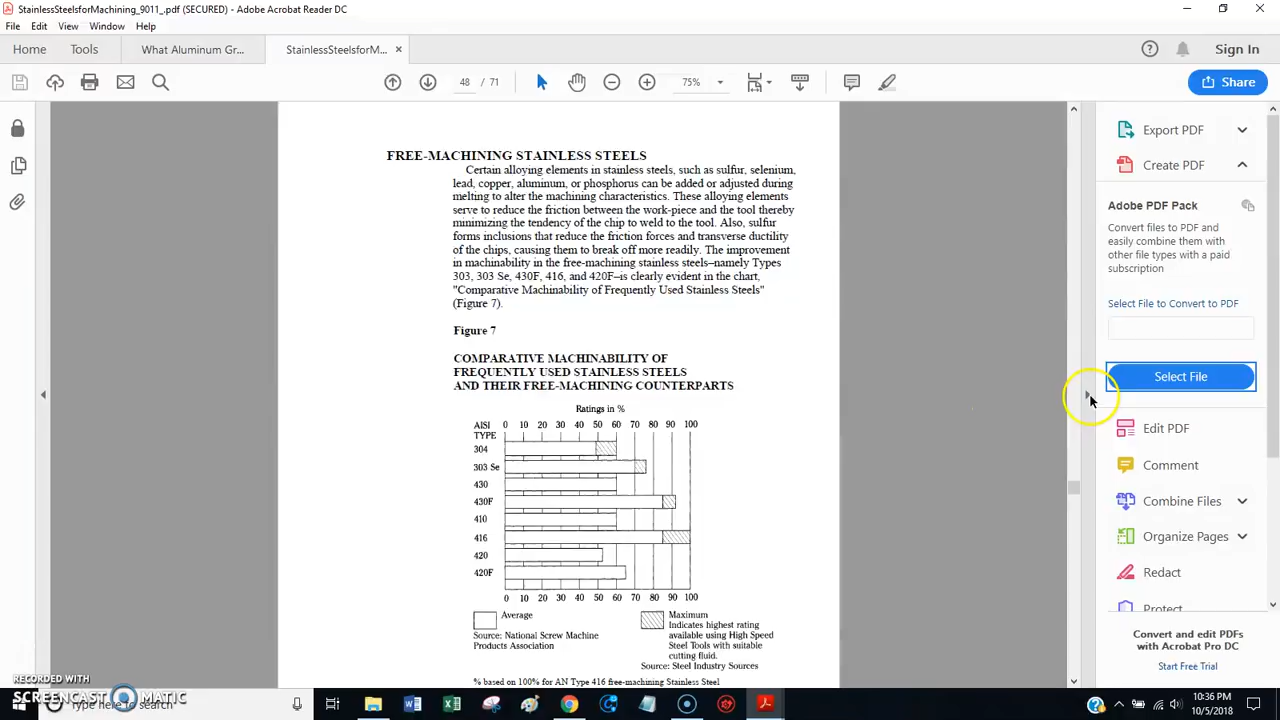 StainlessSteelsforMachining_9011_.pdf (SECURED) - Adobe Acrobat Reader DC
File Edit View Window Help
Home Tools What Aluminum Gr... StainlessSteelsforM... × Sign In
48 / 71 75% Share
FREE-MACHINING STAINLESS STEELS
Certain alloying elements in stainless steels, such as sulfur, selenium,
lead, copper, aluminum, or phosphorus can be added or adjusted during
melting to alter the machining characteristics. These alloying elements
serve to reduce the friction between the work-piece and the tool thereby
minimizing the tendency of the chip to weld to the tool. Also, sulfur
forms inclusions that reduce the friction forces and transverse ductility
of the chips, causing them to break off more readily. The improvement
in machinability in the free-machining stainless steels–namely Types
303, 303 Se, 430F, 416, and 420F–is clearly evident in the chart,
"Comparative Machinability of Frequently Used Stainless Steels"
(Figure 7).
Figure 7
COMPARATIVE MACHINABILITY OF
FREQUENTLY USED STAINLESS STEELS
AND THEIR FREE-MACHINING COUNTERPARTS
Ratings in %
AISI TYPE
0 10 20 30 40 50 60 70 80 90 100
304
303 Se
430
430F
410
416
420
420F
0 10 20 30 40 50 60 70 80 90 100
Average
Source: National Screw Machine
Products Association
Maximum
Indicates highest rating
available using High Speed
Steel Tools with suitable
cutting fluid.
Source: Steel Industry Sources
% based on 100% for AN Type 416 free-machining Stainless Steel
Export PDF
Create PDF
Adobe PDF Pack
Convert files to PDF and
easily combine them with
other file types with a paid
subscription
Select File to Convert to PDF
Select File
Edit PDF
Comment
Combine Files
Organize Pages
Redact
Protect
Convert and edit PDFs
with Acrobat Pro DC
Start Free Trial
RECORDED WITH
SCREENCAST MATIC
Type here to search
10:36 PM
10/5/2018